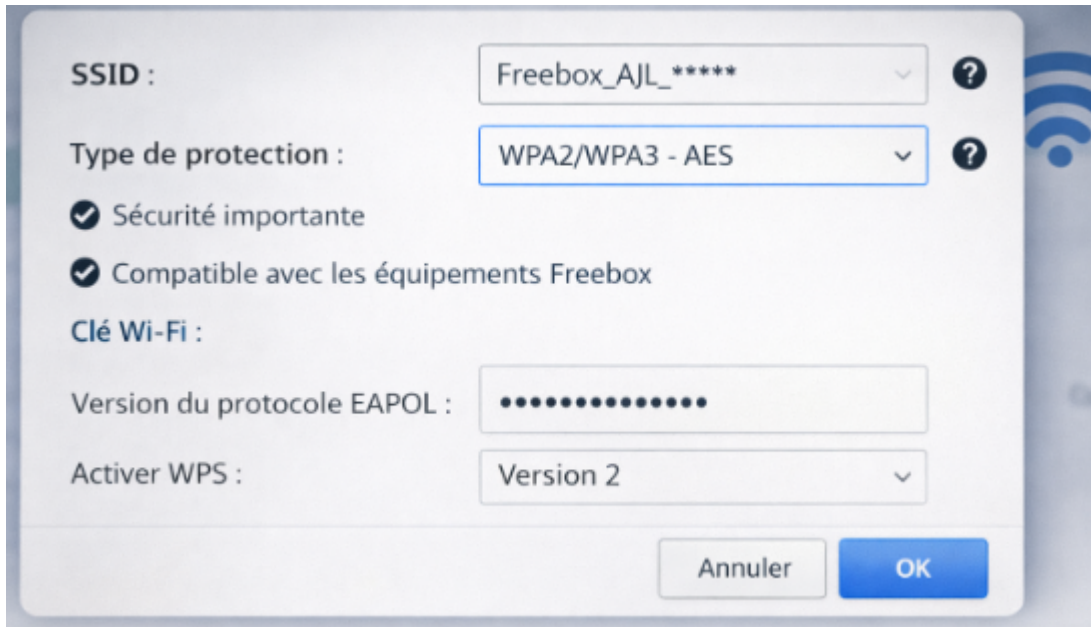 SSID : Freebox_AJL_*****
Type de protection : WPA2/WPA3 - AES
Sécurité importante
Compatible avec les équipements Freebox
Clé Wi-Fi :
Version du protocole EAPOL : ••••••••••••••
Activer WPS : Version 2
Annuler OK